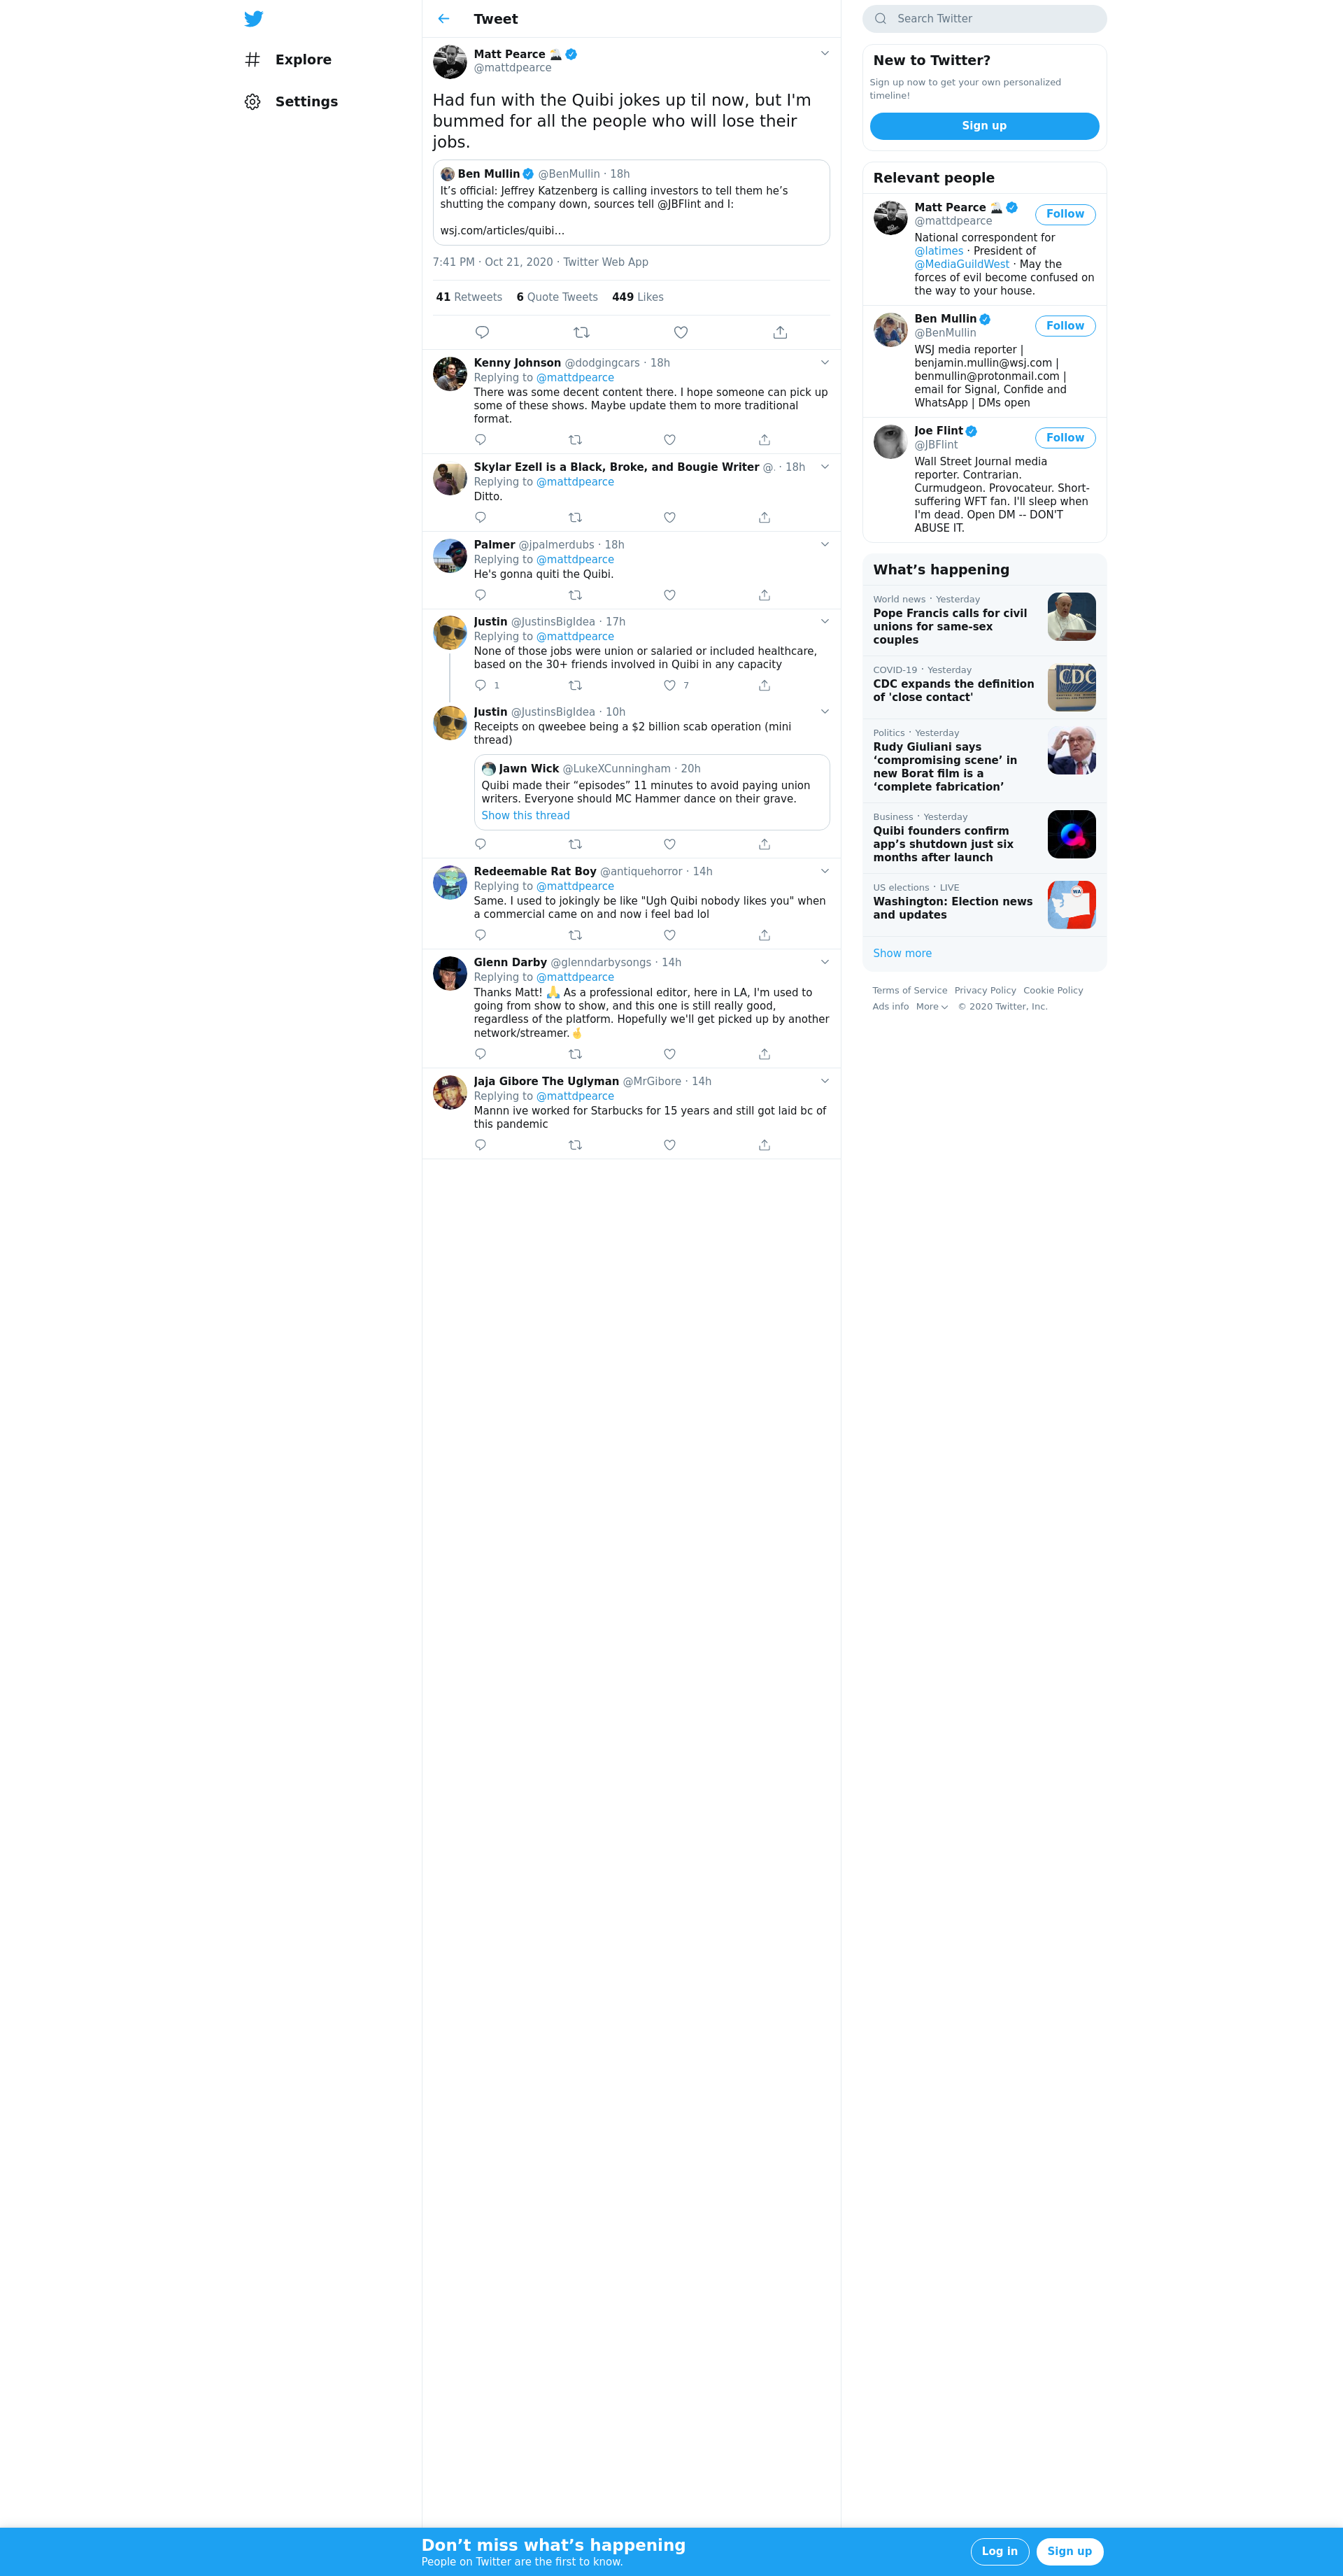 Explore
Settings
Tweet
Matt Pearce
@mattdpearce
Had fun with the Quibi jokes up til now, but I'm
bummed for all the people who will lose their
jobs.
Ben Mullin @BenMullin · 18h
It’s official: Jeffrey Katzenberg is calling investors to tell them he’s
shutting the company down, sources tell @JBFlint and I:
wsj.com/articles/quibi…
7:41 PM · Oct 21, 2020 · Twitter Web App
41 Retweets 6 Quote Tweets 449 Likes
Kenny Johnson @dodgingcars · 18h
Replying to @mattdpearce
There was some decent content there. I hope someone can pick up
some of these shows. Maybe update them to more traditional
format.
Skylar Ezell is a Black, Broke, and Bougie Writer @. · 18h
Replying to @mattdpearce
Ditto.
Palmer @jpalmerdubs · 18h
Replying to @mattdpearce
He's gonna quiti the Quibi.
Justin @JustinsBigIdea · 17h
Replying to @mattdpearce
None of those jobs were union or salaried or included healthcare,
based on the 30+ friends involved in Quibi in any capacity
1 7
Justin @JustinsBigIdea · 10h
Receipts on qweebee being a $2 billion scab operation (mini
thread)
Jawn Wick @LukeXCunningham · 20h
Quibi made their “episodes” 11 minutes to avoid paying union
writers. Everyone should MC Hammer dance on their grave.
Show this thread
Redeemable Rat Boy @antiquehorror · 14h
Replying to @mattdpearce
Same. I used to jokingly be like "Ugh Quibi nobody likes you" when
a commercial came on and now i feel bad lol
Glenn Darby @glenndarbysongs · 14h
Replying to @mattdpearce
Thanks Matt! 🙏 As a professional editor, here in LA, I'm used to
going from show to show, and this one is still really good,
regardless of the platform. Hopefully we'll get picked up by another
network/streamer.
Jaja Gibore The Uglyman @MrGibore · 14h
Replying to @mattdpearce
Mannn ive worked for Starbucks for 15 years and still got laid bc of
this pandemic
Search Twitter
New to Twitter?
Sign up now to get your own personalized
timeline!
Sign up
Relevant people
Matt Pearce
@mattdpearce
Follow
National correspondent for
@latimes · President of
@MediaGuildWest · May the
forces of evil become confused on
the way to your house.
Ben Mullin
@BenMullin
Follow
WSJ media reporter |
benjamin.mullin@wsj.com |
benmullin@protonmail.com |
email for Signal, Confide and
WhatsApp | DMs open
Joe Flint
@JBFlint
Follow
Wall Street Journal media
reporter. Contrarian.
Curmudgeon. Provocateur. Short-
suffering WFT fan. I'll sleep when
I'm dead. Open DM -- DON'T
ABUSE IT.
What’s happening
World news · Yesterday
Pope Francis calls for civil
unions for same-sex
couples
COVID-19 · Yesterday
CDC expands the definition
of 'close contact'
CDC
Politics · Yesterday
Rudy Giuliani says
‘compromising scene’ in
new Borat film is a
‘complete fabrication’
Business · Yesterday
Quibi founders confirm
app’s shutdown just six
months after launch
US elections · LIVE
Washington: Election news
and updates
WA
Show more
Terms of Service Privacy Policy Cookie Policy
Ads info More © 2020 Twitter, Inc.
Don’t miss what’s happening
People on Twitter are the first to know.
Log in
Sign up